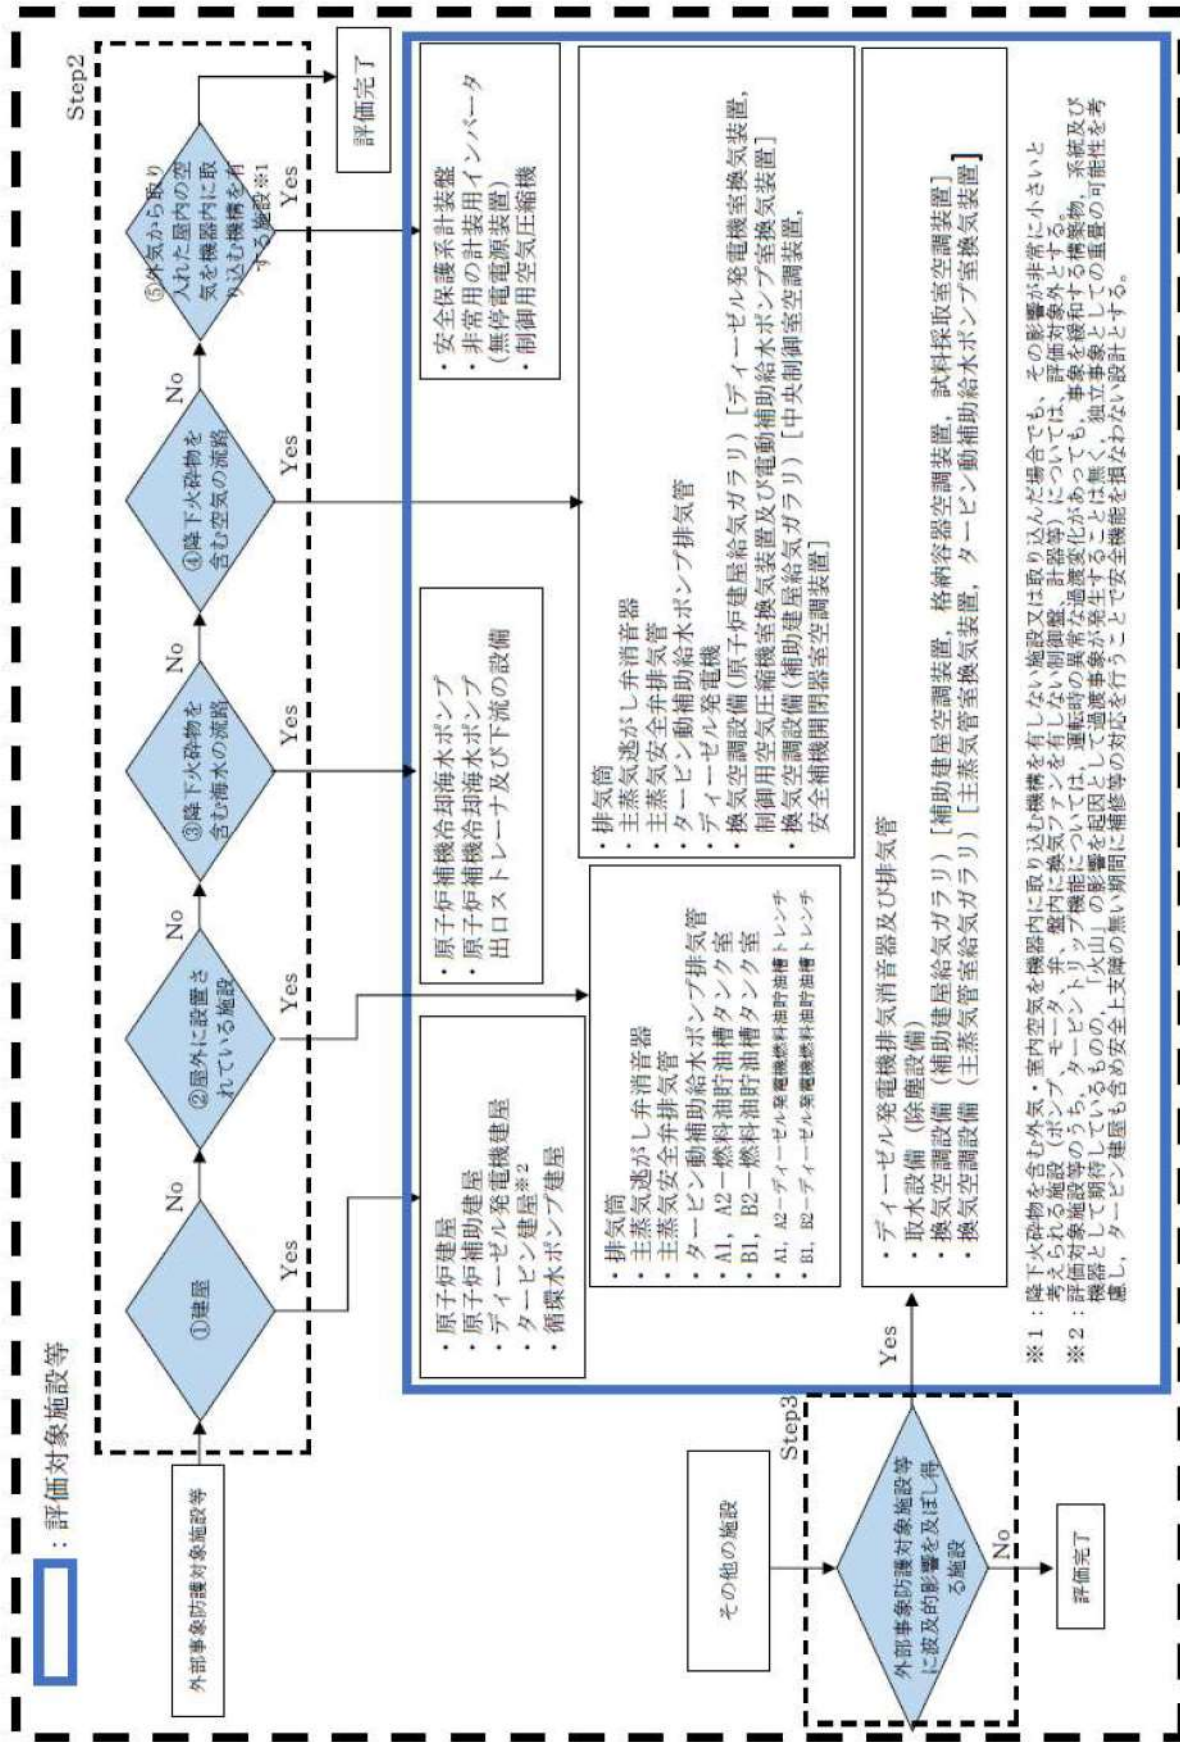 ：評価対象施設等
Step2
外部事象防護対象施設等
①建屋
No
Yes
②屋外に設置さ
れている施設
No
Yes
③降下火砕物を
含む海水の流路
No
Yes
④降下火砕物を
含む空気の流路
No
Yes
⑤外気から取り
入れた屋内の空
気を機器内に取
り込む機構を有
する施設※1
Yes
評価完了
・原子炉建屋
・原子炉補助建屋
・ディーゼル発電機建屋
・タービン建屋※2
・循環水ポンプ建屋
・原子炉補機冷却海水ポンプ
・原子炉補機冷却海水ポンプ
出口ストレーナ及び下流の設備
・安全保護系計装盤
・非常用の計装用インバータ
(無停電電源装置)
・制御用空気圧縮機
・排気筒
・主蒸気逃がし弁消音器
・主蒸気安全弁排気管
・タービン動補助給水ポンプ排気管
・A1，A2－燃料油貯油槽タンク室
・B1，B2－燃料油貯油槽タンク室
・A1，A2－ディーゼル発電機燃料油貯油槽トレンチ
・B1，B2－ディーゼル発電機燃料油貯油槽トレンチ
・排気筒
・主蒸気逃がし弁消音器
・主蒸気安全弁排気管
・タービン動補助給水ポンプ排気管
・ディーゼル発電機
・換気空調設備(原子炉建屋給気ガラリ)［ディーゼル発電機室換気装置，
制御用空気圧縮機室換気装置及び電動補助給水ポンプ室換気装置］
・換気空調設備(補助建屋給気ガラリ)［中央制御室空調装置，
安全補機開閉器室空調装置］
その他の施設
Step3
外部事象防護対象施設等
に波及的影響を及ぼし得
る施設
Yes
No
評価完了
・ディーゼル発電機排気消音器及び排気管
・取水設備（除塵設備）
・換気空調設備（補助建屋給気ガラリ）［補助建屋空調装置，格納容器空調装置，試料採取室空調装置］
・換気空調設備（主蒸気管室給気ガラリ）［主蒸気管室換気装置，タービン動補助給水ポンプ室換気装置］
※1：降下火砕物を含む外気・室内空気を機器内に取り込む機構を有しない施設又は取り込んだ場合でも、その影響が非常に小さいと
考えられる施設（ポンプ、モータ、弁、盤内に換気ファンを有しない制御盤、計器等）については、評価対象外とする。
※2：評価対象施設等のうち、タービントリップ機能については、運転時の異常な過渡変化があっても、事象を緩和する構築物、系統及び
機器として期待しているものの、「火山」の影響を起因として過渡事象が発生することは無く、独立事象としての重畳の可能性を考
慮し、タービン建屋も含め安全上支障の無い期間に補修等の対応を行うことで安全機能を損なわない設計とする。